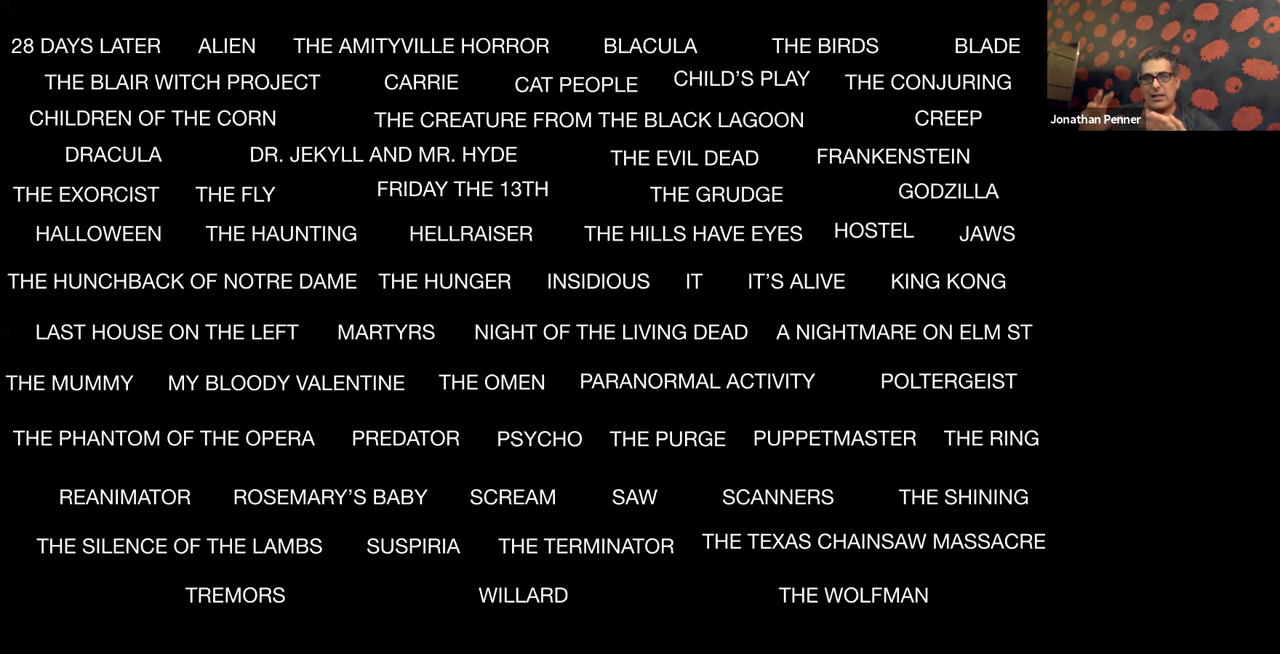 28 DAYS LATER ALIEN THE AMITYVILLE HORROR BLACULA THE BIRDS BLADE
THE BLAIR WITCH PROJECT CARRIE CAT PEOPLE CHILD’S PLAY THE CONJURING
Jonathan Penner
CHILDREN OF THE CORN THE CREATURE FROM THE BLACK LAGOON CREEP
DRACULA DR. JEKYLL AND MR. HYDE THE EVIL DEAD FRANKENSTEIN
THE EXORCIST THE FLY FRIDAY THE 13TH THE GRUDGE GODZILLA
HALLOWEEN THE HAUNTING HELLRAISER THE HILLS HAVE EYES HOSTEL JAWS
THE HUNCHBACK OF NOTRE DAME THE HUNGER INSIDIOUS IT IT’S ALIVE KING KONG
LAST HOUSE ON THE LEFT MARTYRS NIGHT OF THE LIVING DEAD A NIGHTMARE ON ELM ST
THE MUMMY MY BLOODY VALENTINE THE OMEN PARANORMAL ACTIVITY POLTERGEIST
THE PHANTOM OF THE OPERA PREDATOR PSYCHO THE PURGE PUPPETMASTER THE RING
REANIMATOR ROSEMARY’S BABY SCREAM SAW SCANNERS THE SHINING
THE SILENCE OF THE LAMBS SUSPIRIA THE TERMINATOR THE TEXAS CHAINSAW MASSACRE
TREMORS WILLARD THE WOLFMAN